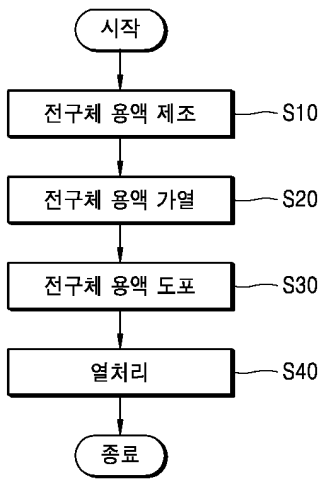 시작
전구체 용액 제조 S10
전구체 용액 가열 S20
전구체 용액 도포 S30
열처리 S40
종료